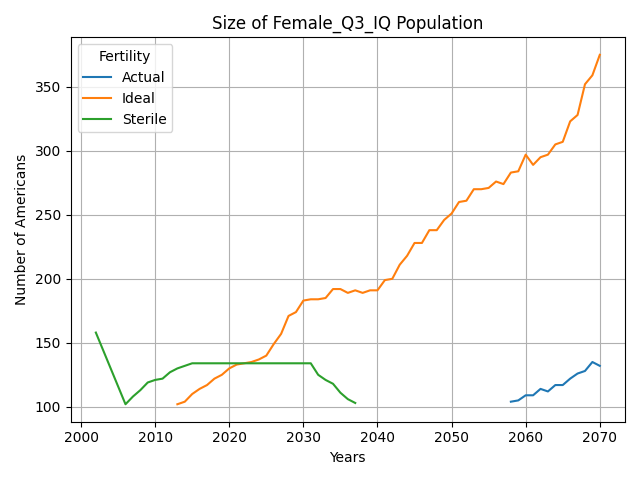 Size of Female_Q3_IQ Population
Fertility
Actual
Ideal
Sterile
Number of Americans
350
300
250
200
150
100
2000 2010 2020 2030 2040 2050 2060 2070
Years